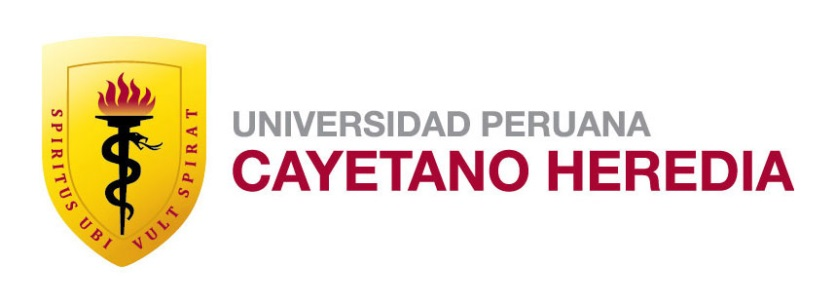 SPIRITUS UBI VULT SPIRAT
UNIVERSIDAD PERUANA
CAYETANO HEREDIA